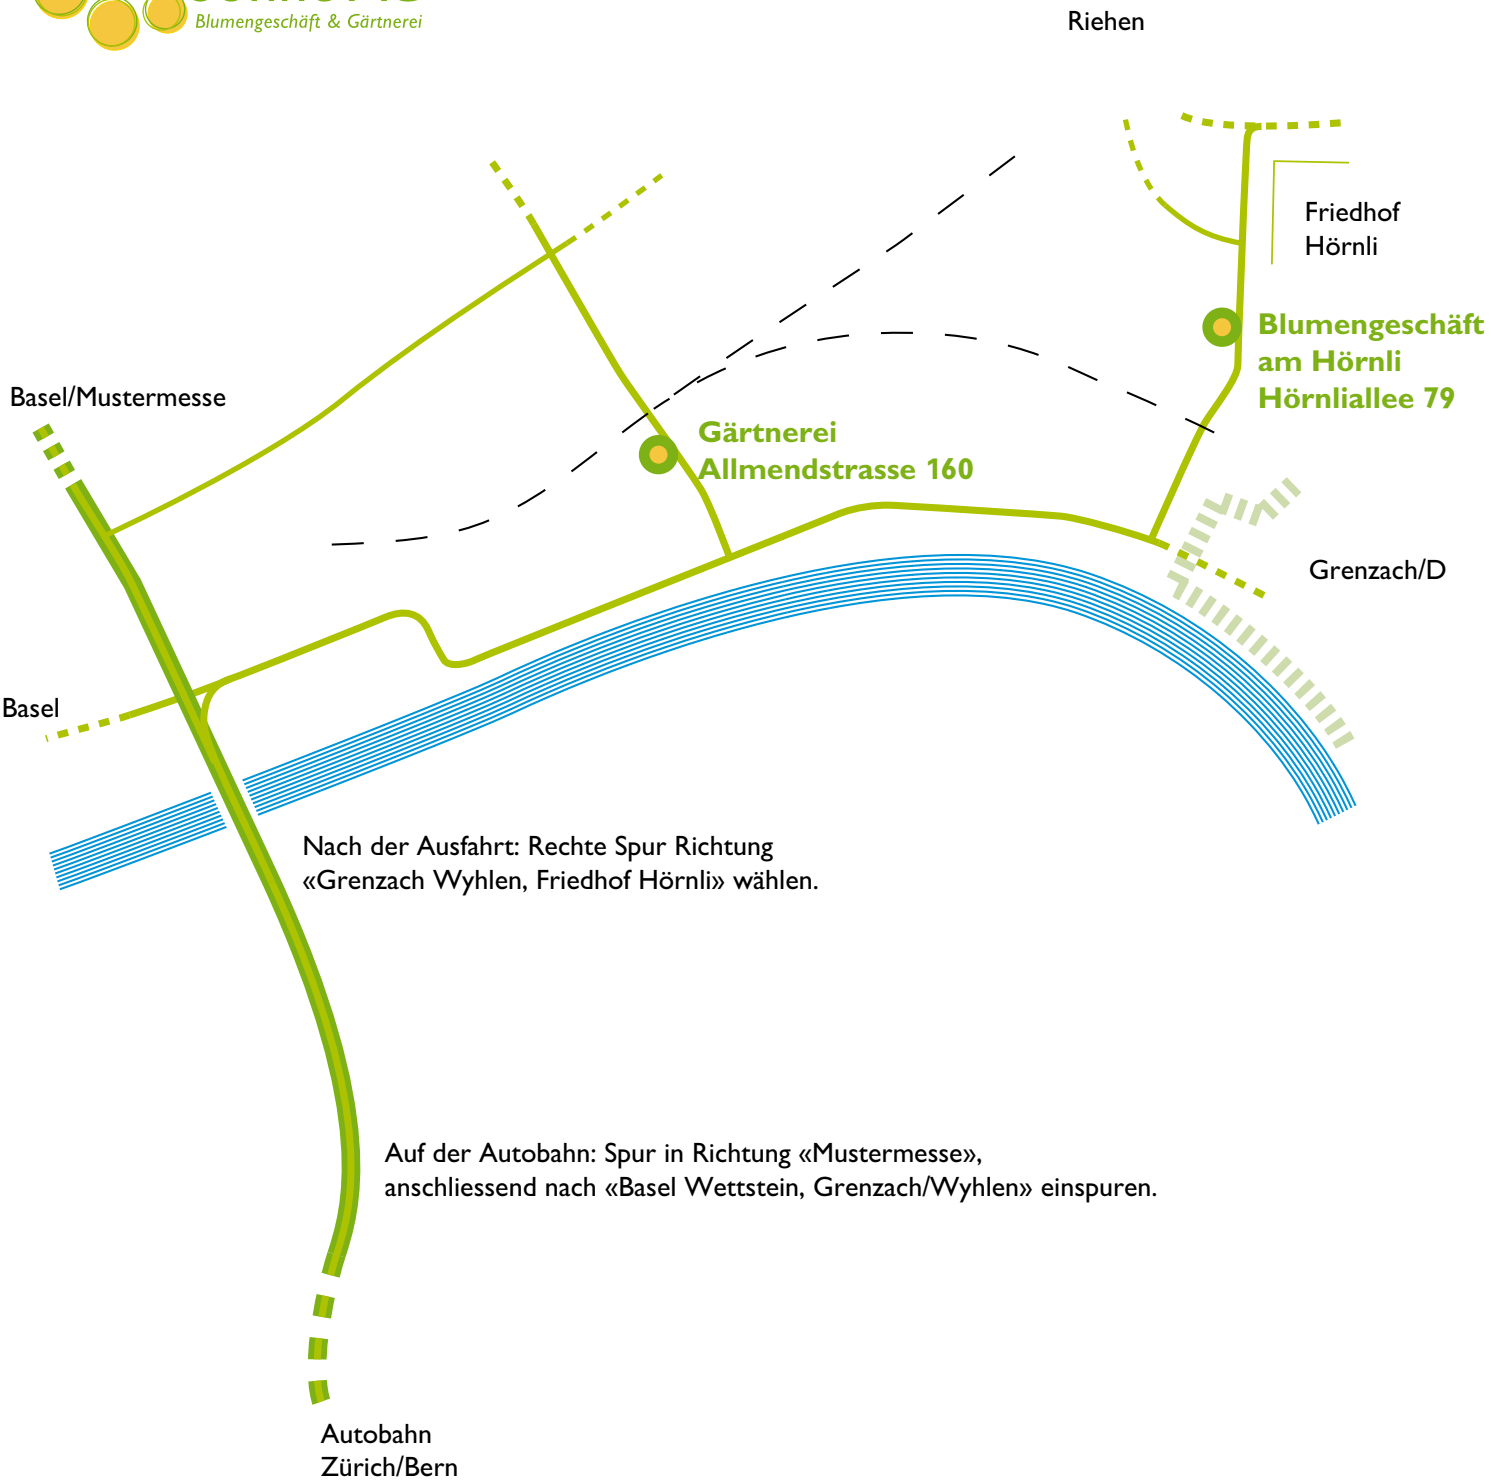 Blumengeschäft & Gärtnerei
Riehen
Friedhof
Hörnli
Blumengeschäft
am Hörnli
Hörnliallee 79
Basel/Mustermesse
Gärtnerei
Allmendstrasse 160
Grenzach/D
Basel
Nach der Ausfahrt: Rechte Spur Richtung
«Grenzach Wyhlen, Friedhof Hörnli» wählen.
Auf der Autobahn: Spur in Richtung «Mustermesse»,
anschliessend nach «Basel Wettstein, Grenzach/Wyhlen» einspuren.
Autobahn
Zürich/Bern